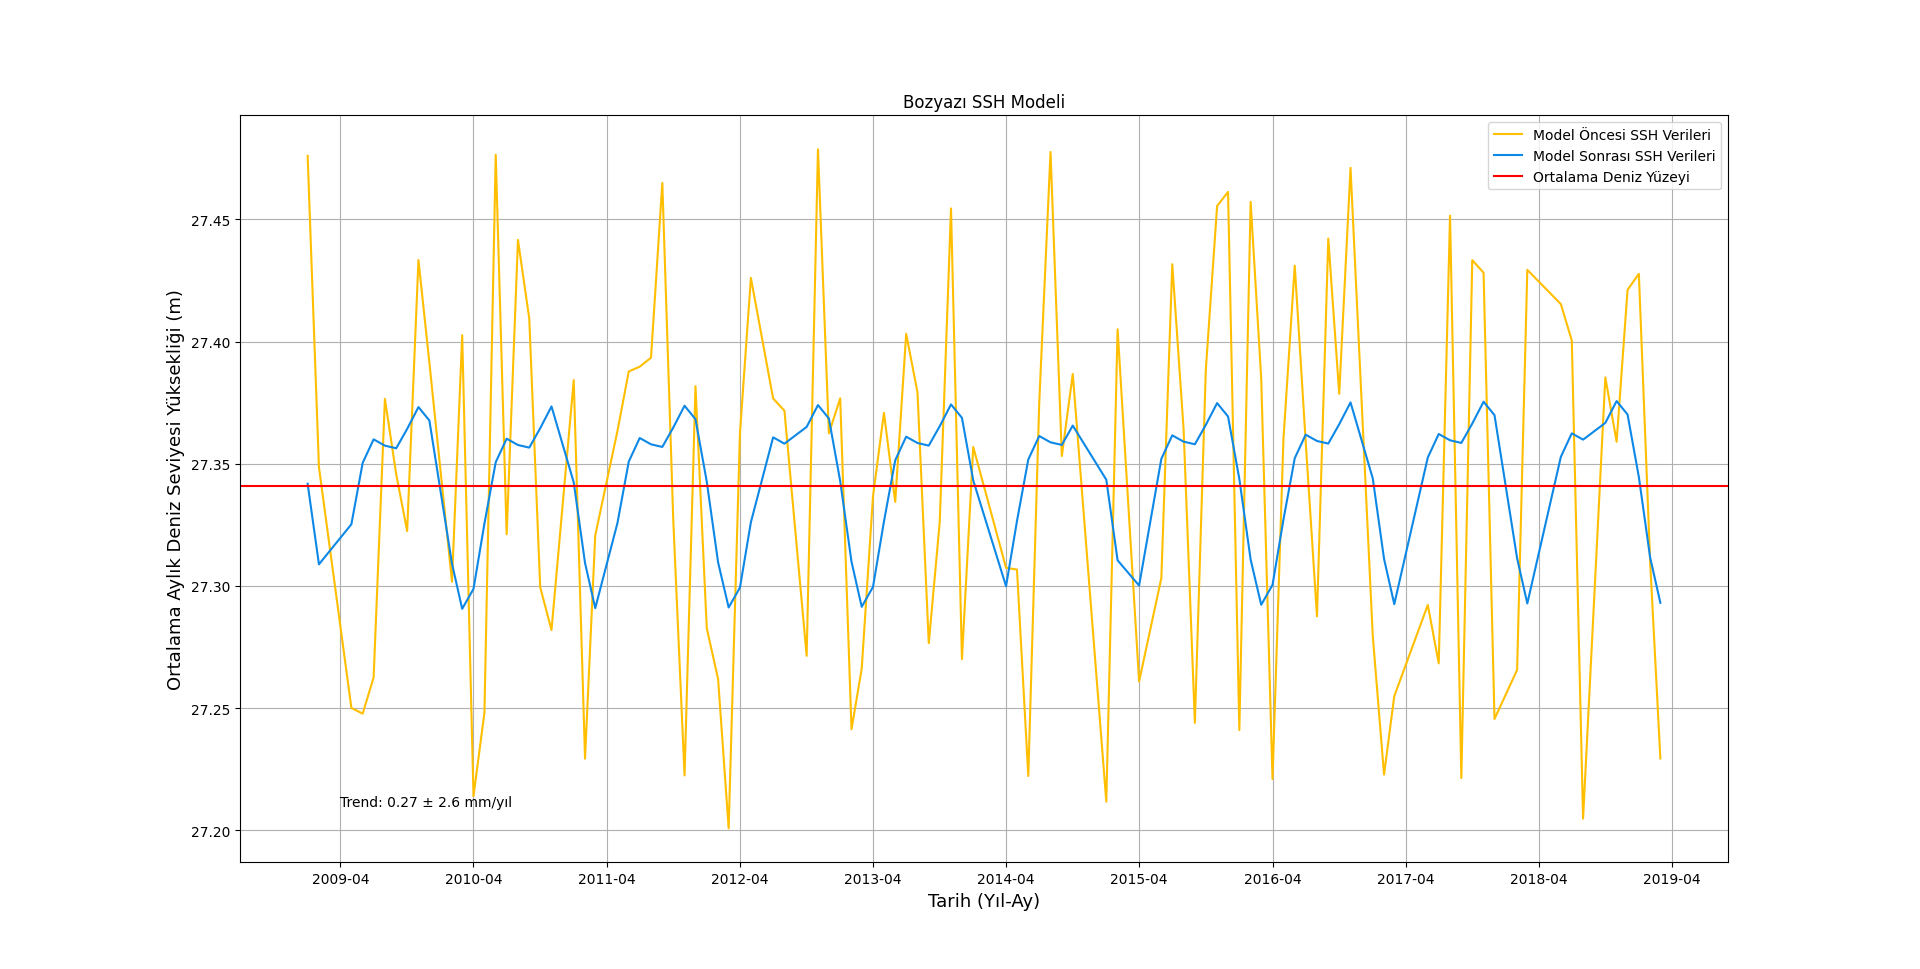 Bozyazı SSH Modeli
Model Öncesi SSH Verileri
Model Sonrası SSH Verileri
Ortalama Deniz Yüzeyi
Ortalama Aylık Deniz Seviyesi Yüksekliği (m)
27.45
27.40
27.35
27.30
27.25
27.20
Trend: 0.27 ± 2.6 mm/yıl
2009-04
2010-04
2011-04
2012-04
2013-04
2014-04
2015-04
2016-04
2017-04
2018-04
2019-04
Tarih (Yıl-Ay)